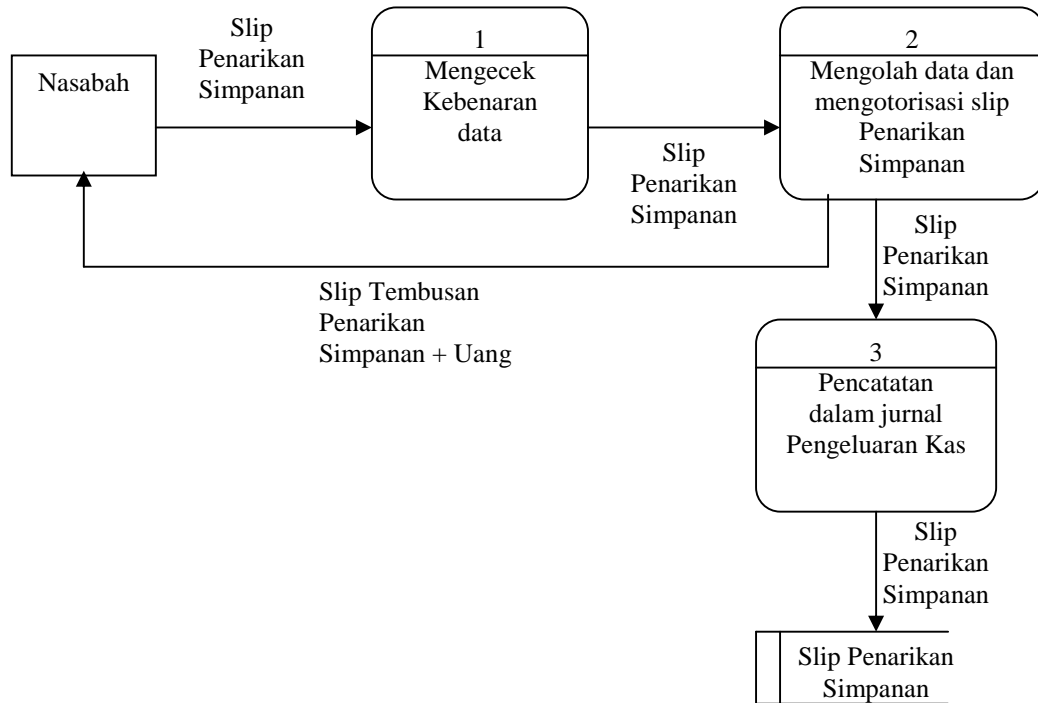 Nasabah
Slip
Penarikan
Simpanan
1
Mengecek
Kebenaran
data
Slip
Penarikan
Simpanan
2
Mengolah data dan
mengotorisasi slip
Penarikan
Simpanan
Slip Tembusan
Penarikan
Simpanan + Uang
Slip
Penarikan
Simpanan
3
Pencatatan
dalam jurnal
Pengeluaran Kas
Slip
Penarikan
Simpanan
Slip Penarikan
Simpanan